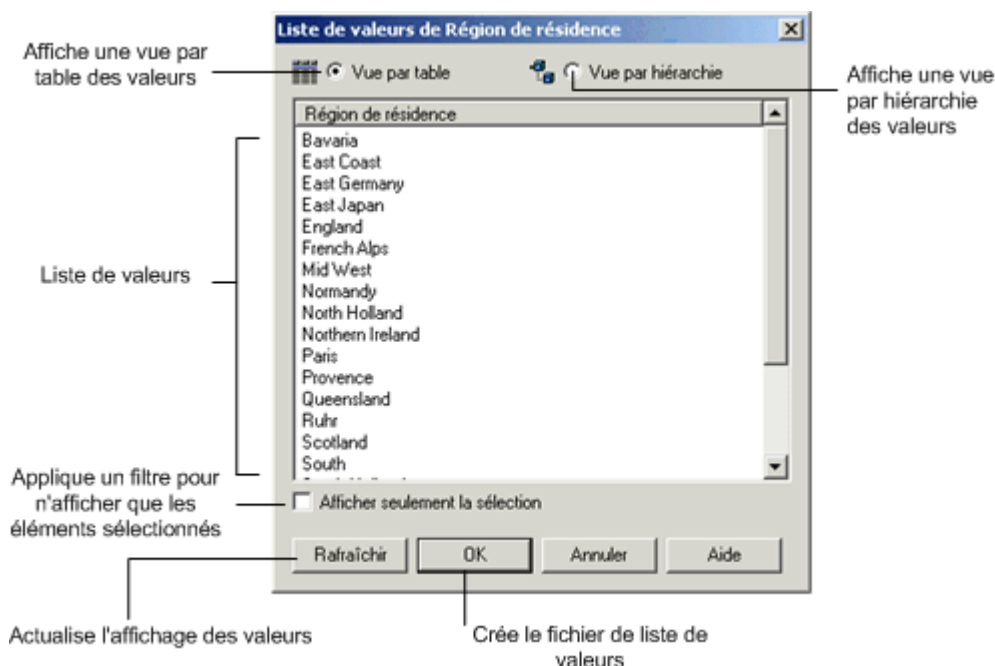 Liste de valeurs de Région de résidence
Affiche une vue par
table des valeurs
Vue par table
Vue par hiérarchie
Affiche une vue
par hiérarchie
des valeurs
Région de résidence
Bavaria
East Coast
East Germany
East Japan
England
French Alps
Mid West
Normandy
North Holland
Northern Ireland
Paris
Provence
Queensland
Ruhr
Scotland
South
Liste de valeurs
Applique un filtre pour
n'afficher que les
éléments sélectionnés
Afficher seulement la sélection
Rafraîchir
OK
Annuler
Aide
Actualise l'affichage des valeurs
Crée le fichier de liste de
valeurs